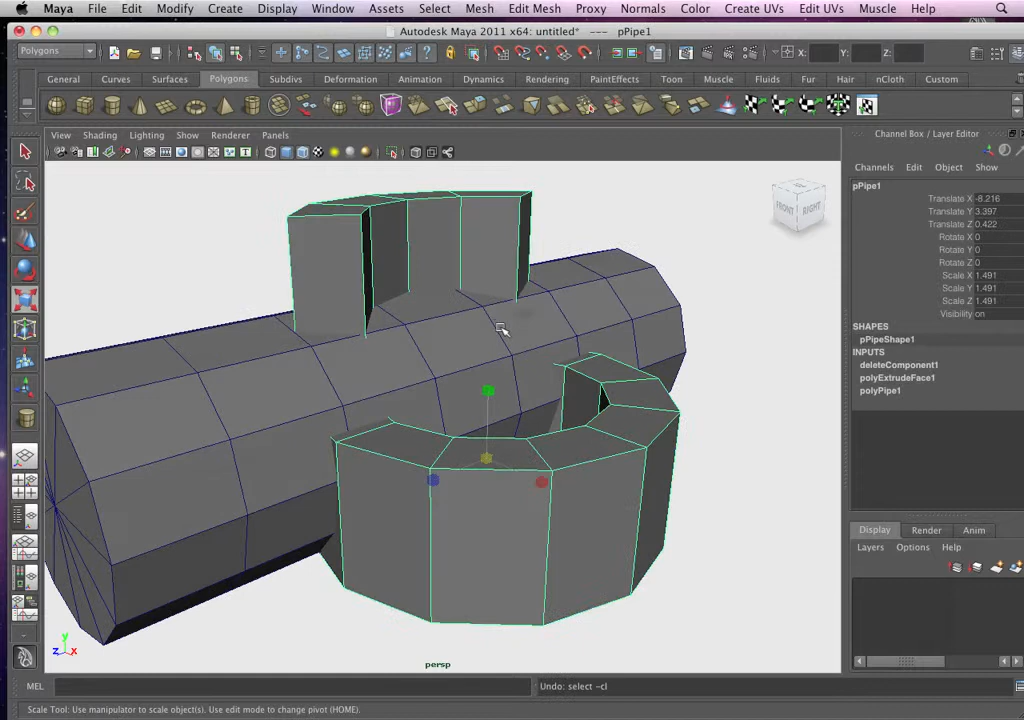 Maya File Edit Modify Create Display Window Assets Select Mesh Edit Mesh Proxy Normals Color Create UVs Edit UVs Muscle Help
Autodesk Maya 2011 x64: untitled* --- pPipe1
Polygons
X: Y: Z:
General Curves Surfaces Polygons Subdivs Deformation Animation Dynamics Rendering PaintEffects Toon Muscle Fluids Fur Hair nCloth Custom
View Shading Lighting Show Renderer Panels
Channel Box / Layer Editor
Channels Edit Object Show
pPipe1
Translate X -8.216
Translate Y 3.397
Translate Z 0.422
Rotate X 0
Rotate Y 0
Rotate Z 0
Scale X 1.491
Scale Y 1.491
Scale Z 1.491
Visibility on
SHAPES
pPipeShape1
INPUTS
deleteComponent1
polyExtrudeFace1
polyPipe1
FRONT RIGHT
Display Render Anim
Layers Options Help
y
z x
persp
MEL
Undo: select -cl
Scale Tool: Use manipulator to scale object(s). Use edit mode to change pivot (HOME).